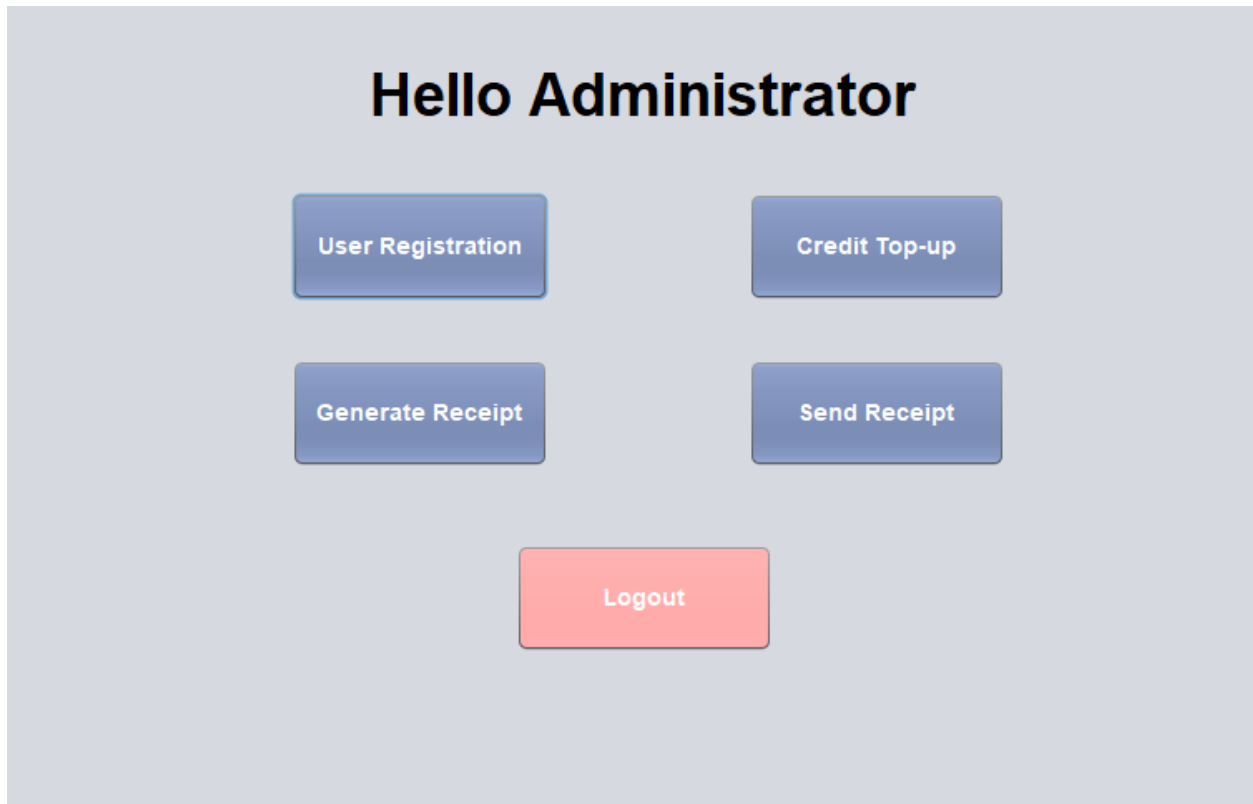 Hello Administrator
User Registration
Credit Top-up
Generate Receipt
Send Receipt
Logout